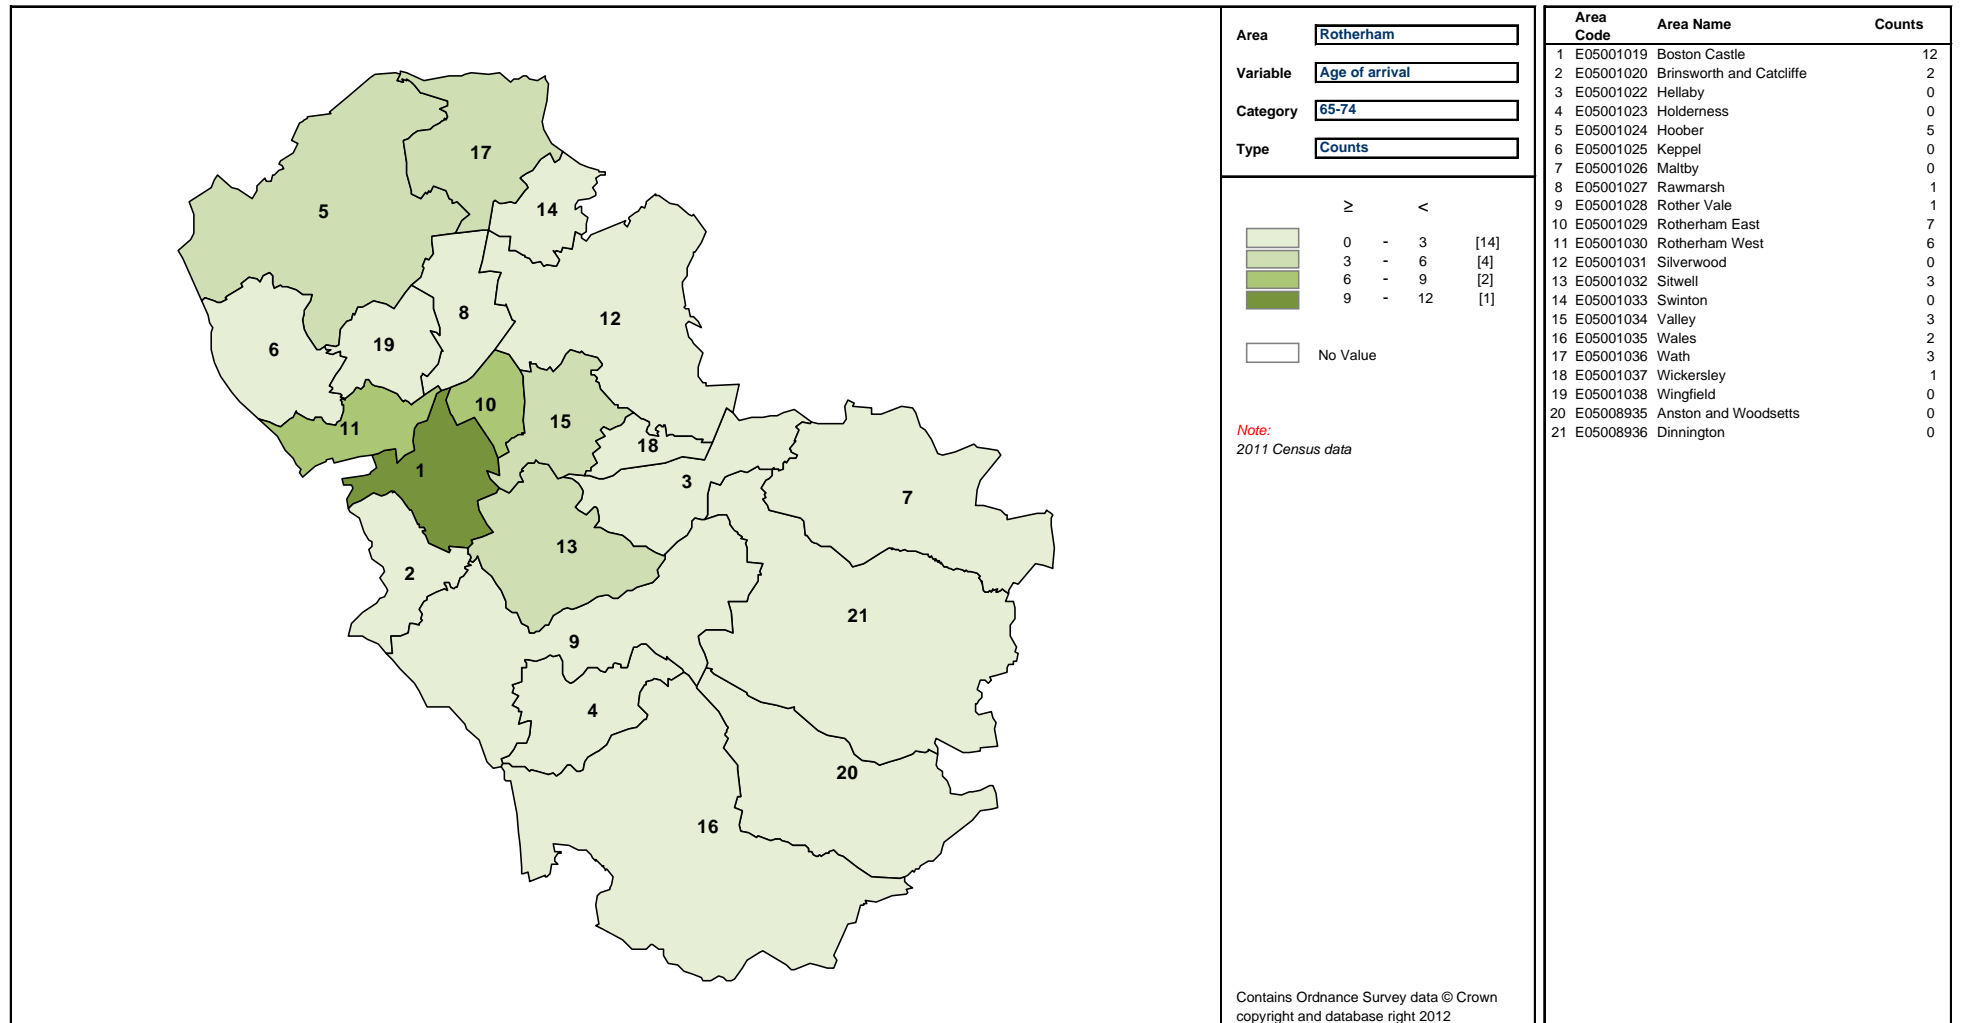 17
5
14
12
8
19
6
10
15
11
18
1
3
7
13
2
21
9
4
20
16
Area Rotherham
Variable Age of arrival
Category 65-74
Type Counts
≥ <
0 - 3 [14]
3 - 6 [4]
6 - 9 [2]
9 - 12 [1]
No Value
Note:
2011 Census data
Contains Ordnance Survey data © Crown
copyright and database right 2012
Area Code Area Name Counts
1 E05001019 Boston Castle 12
2 E05001020 Brinsworth and Catcliffe 2
3 E05001022 Hellaby 0
4 E05001023 Holderness 0
5 E05001024 Hoober 5
6 E05001025 Keppel 0
7 E05001026 Maltby 0
8 E05001027 Rawmarsh 1
9 E05001028 Rother Vale 1
10 E05001029 Rotherham East 7
11 E05001030 Rotherham West 6
12 E05001031 Silverwood 0
13 E05001032 Sitwell 3
14 E05001033 Swinton 0
15 E05001034 Valley 3
16 E05001035 Wales 2
17 E05001036 Wath 3
18 E05001037 Wickersley 1
19 E05001038 Wingfield 0
20 E05008935 Anston and Woodsetts 0
21 E05008936 Dinnington 0